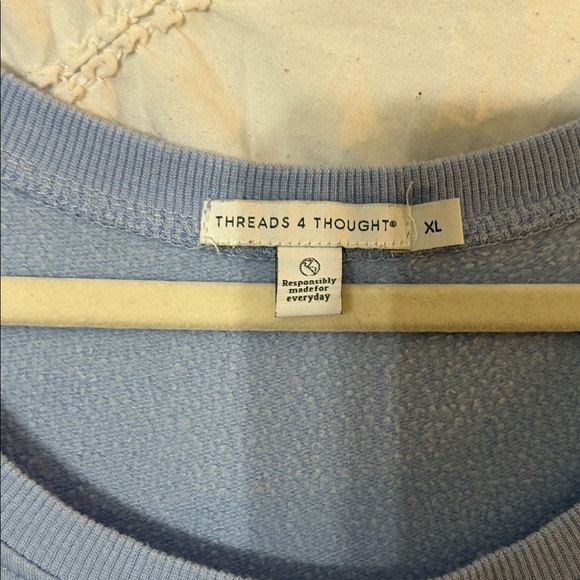 THREADS 4 THOUGHT®
XL
Responsibly
made for
everyday